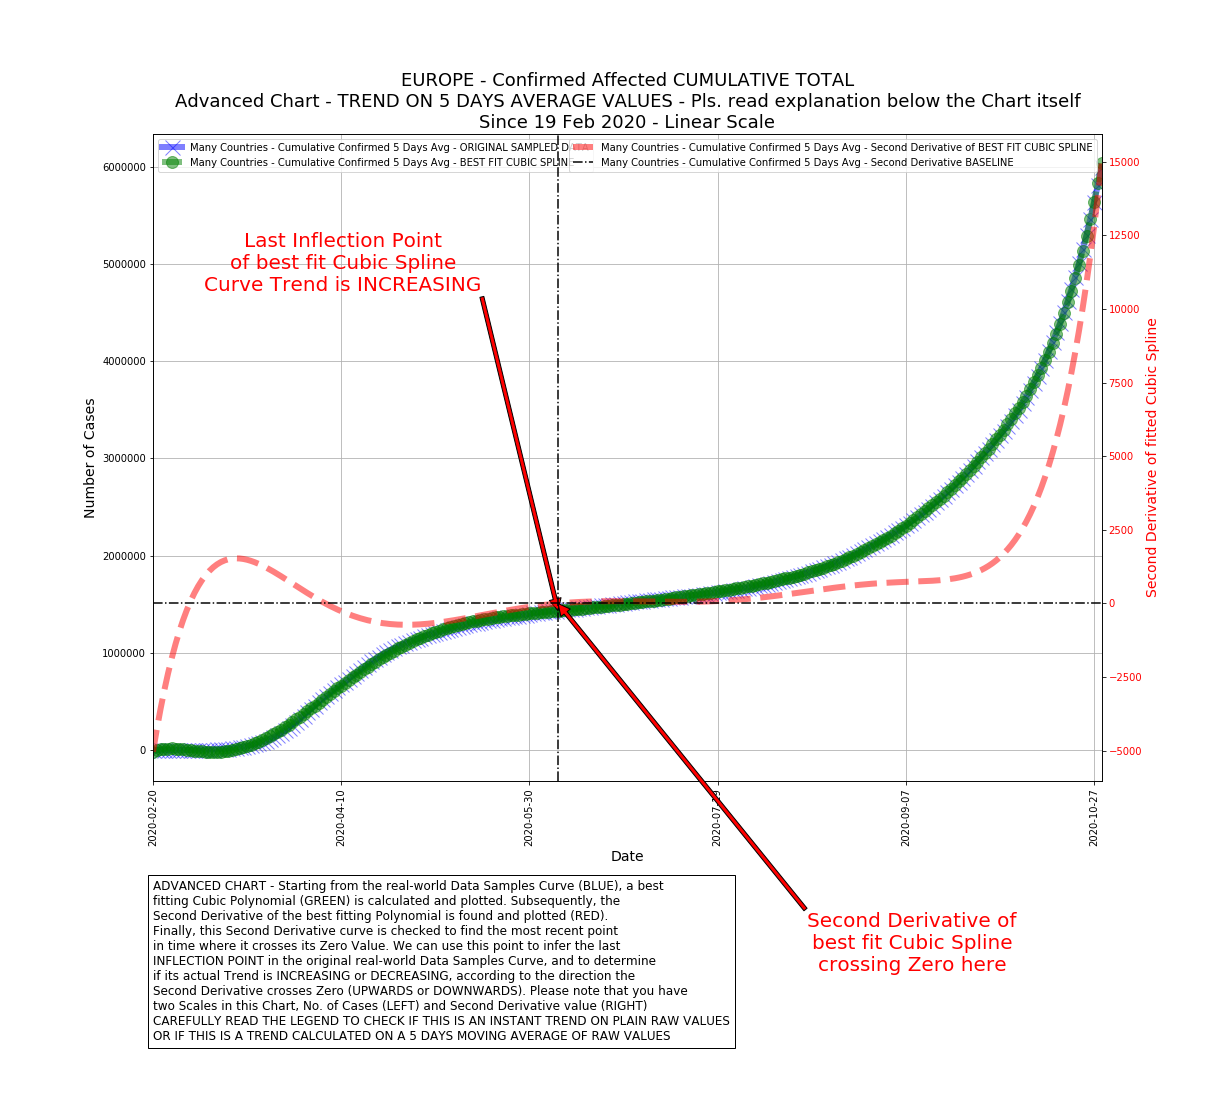 EUROPE - Confirmed Affected CUMULATIVE TOTAL
Advanced Chart - TREND ON 5 DAYS AVERAGE VALUES - Pls. read explanation below the Chart itself
Since 19 Feb 2020 - Linear Scale
Many Countries - Cumulative Confirmed 5 Days Avg - ORIGINAL SAMPLED DATA
Many Countries - Cumulative Confirmed 5 Days Avg - BEST FIT CUBIC SPLIN
Many Countries - Cumulative Confirmed 5 Days Avg - Second Derivative of BEST FIT CUBIC SPLINE
Many Countries - Cumulative Confirmed 5 Days Avg - Second Derivative BASELINE
Last Inflection Point
of best fit Cubic Spline
Curve Trend is INCREASING
Number of Cases
6000000
5000000
4000000
3000000
2000000
1000000
0
Second Derivative of fitted Cubic Spline
15000
12500
10000
7500
5000
2500
0
−2500
−5000
2020-02-20
2020-04-10
2020-05-30
2020-07-19
2020-09-07
2020-10-27
Date
Second Derivative of
best fit Cubic Spline
crossing Zero here
ADVANCED CHART - Starting from the real-world Data Samples Curve (BLUE), a best
fitting Cubic Polynomial (GREEN) is calculated and plotted. Subsequently, the
Second Derivative of the best fitting Polynomial is found and plotted (RED).
Finally, this Second Derivative curve is checked to find the most recent point
in time where it crosses its Zero Value. We can use this point to infer the last
INFLECTION POINT in the original real-world Data Samples Curve, and to determine
if its actual Trend is INCREASING or DECREASING, according to the direction the
Second Derivative crosses Zero (UPWARDS or DOWNWARDS). Please note that you have
two Scales in this Chart, No. of Cases (LEFT) and Second Derivative value (RIGHT)
CAREFULLY READ THE LEGEND TO CHECK IF THIS IS AN INSTANT TREND ON PLAIN RAW VALUES
OR IF THIS IS A TREND CALCULATED ON A 5 DAYS MOVING AVERAGE OF RAW VALUES